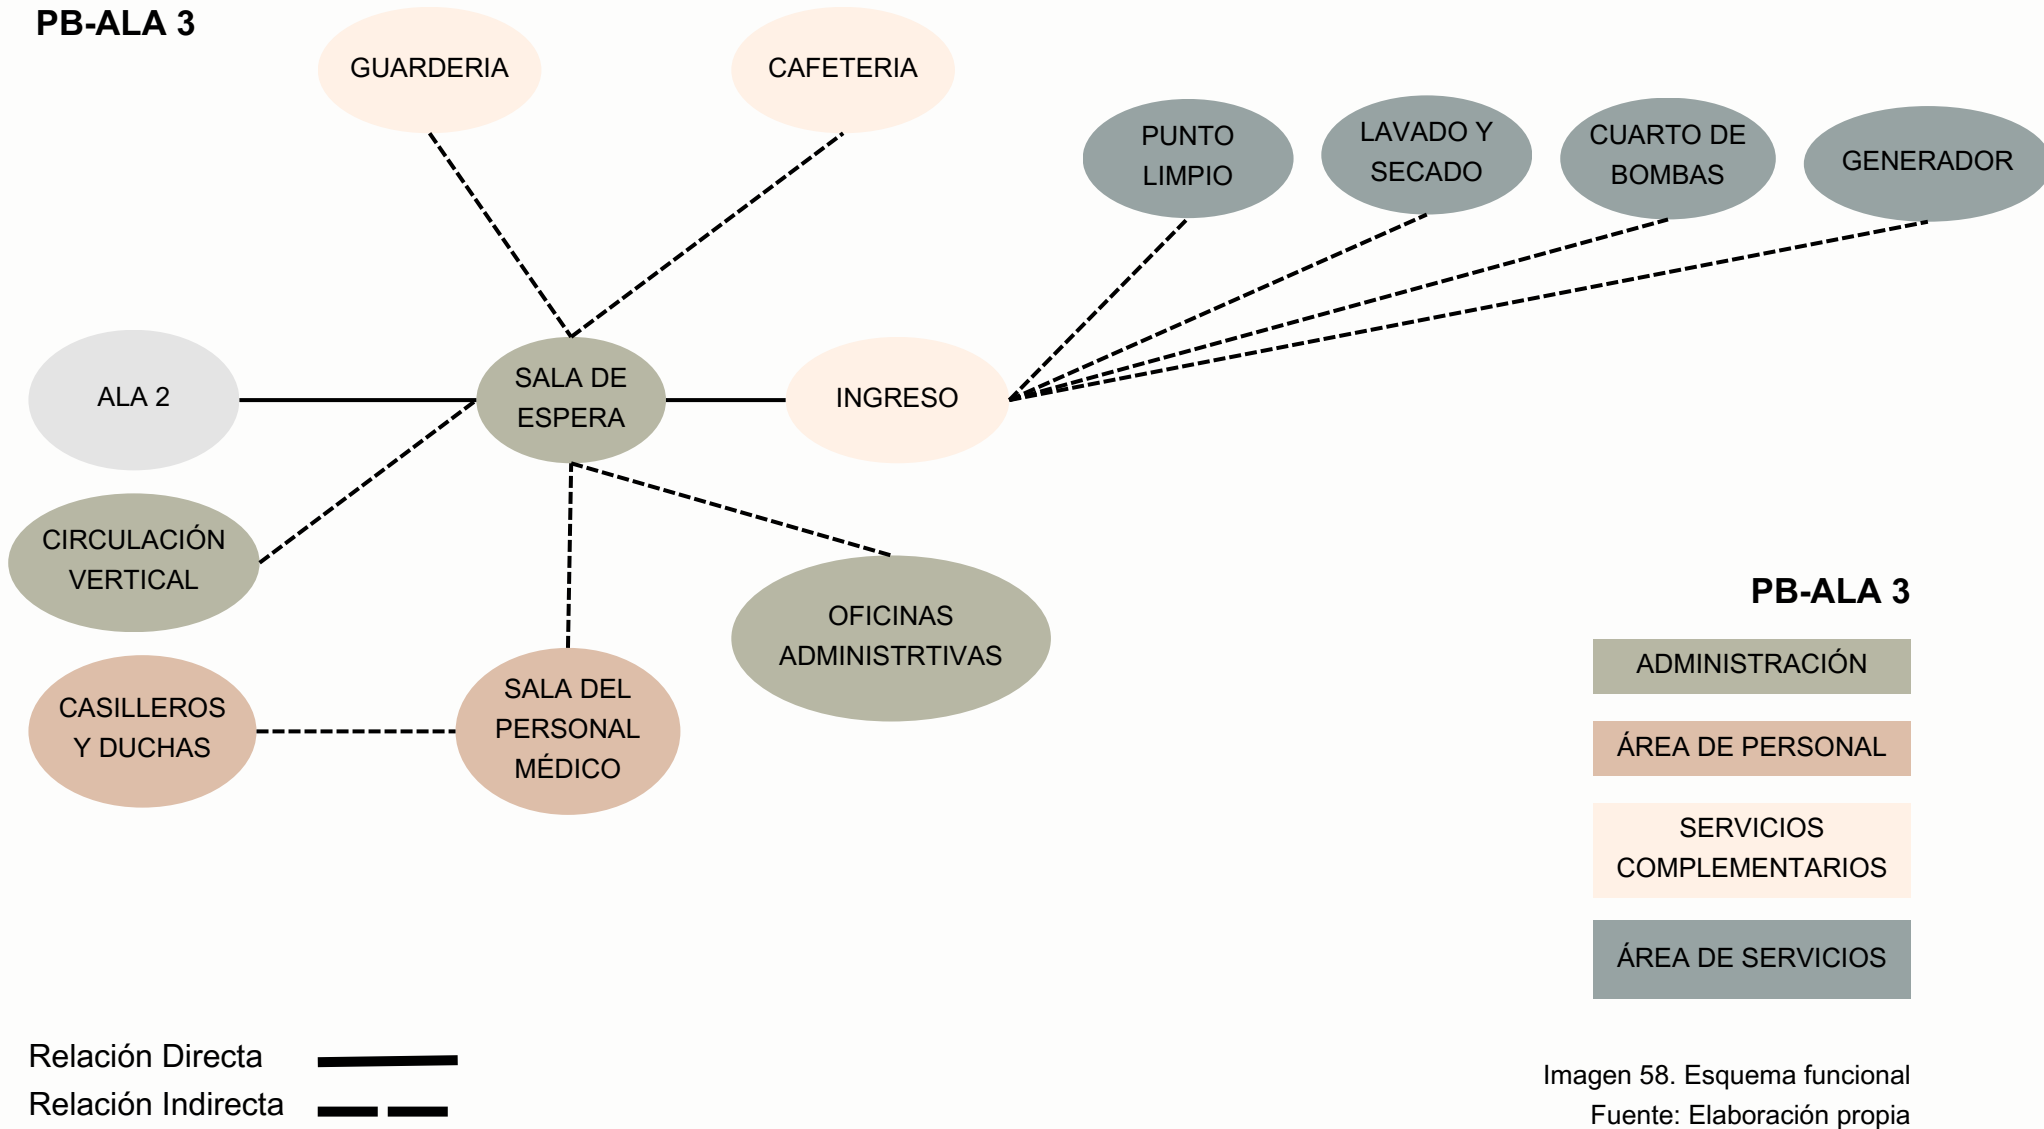 PB-ALA 3
GUARDERIA
CAFETERIA
PUNTO
LIMPIO
LAVADO Y
SECADO
CUARTO DE
BOMBAS
GENERADOR
ALA 2
SALA DE
ESPERA
INGRESO
CIRCULACIÓN
VERTICAL
OFICINAS
ADMINISTRTIVAS
CASILLEROS
Y DUCHAS
SALA DEL
PERSONAL
MÉDICO
PB-ALA 3
ADMINISTRACIÓN
ÁREA DE PERSONAL
SERVICIOS
COMPLEMENTARIOS
ÁREA DE SERVICIOS
Relación Directa
Relación Indirecta
Imagen 58. Esquema funcional
Fuente: Elaboración propia